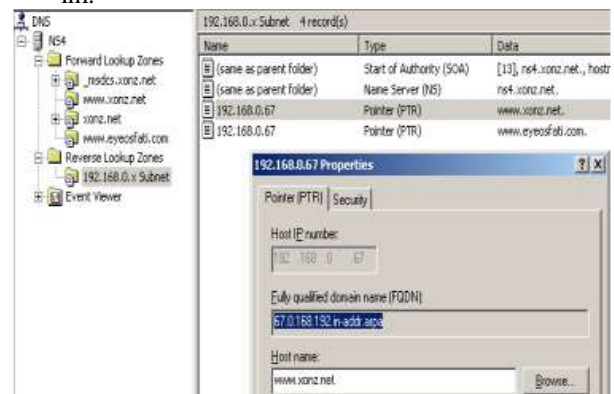 DNS
NS4
Forward Lookup Zones
_msdcs.xonz.net
www.xonz.net
xonz.net
www.eyeosfati.com
Reverse Lookup Zones
192.168.0.x Subnet
Event Viewer
192.168.0.x Subnet 4 record(s)
Name Type Data
(same as parent folder) Start of Authority (SOA) [13], ns4.xonz.net., hostr
(same as parent folder) Name Server (NS) ns4.xonz.net.
192.168.0.67 Pointer (PTR) www.xonz.net.
192.168.0.67 Pointer (PTR) www.eyeosfati.com.
192.168.0.67 Properties
Pointer (PTR) Security
Host IP number:
192 .168 .0 .67
Fully qualified domain name (FQDN):
67.0.168.192.in-addr.arpa
Host name:
www.xonz.net.
Browse...